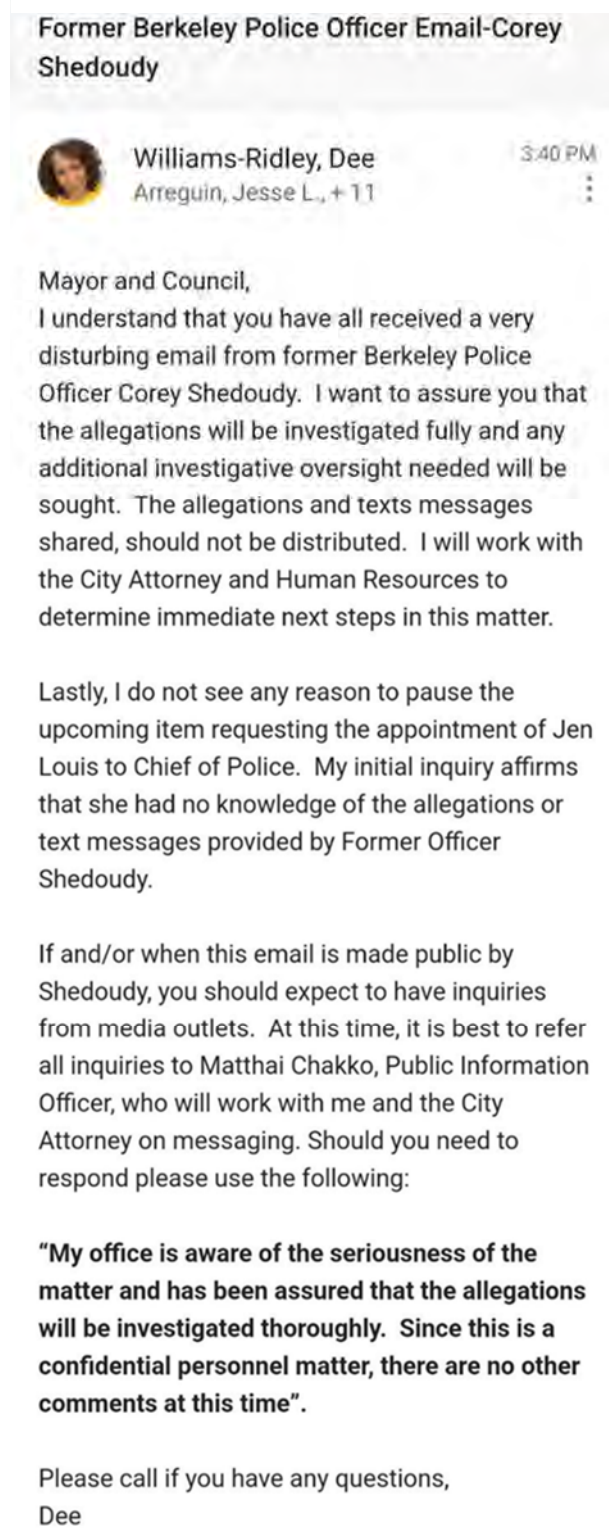 Former Berkeley Police Officer Email-Corey
Shedoudy
Williams-Ridley, Dee
3:40 PM
Arreguin, Jesse L., + 11
Mayor and Council,
I understand that you have all received a very
disturbing email from former Berkeley Police
Officer Corey Shedoudy.  I want to assure you that
the allegations will be investigated fully and any
additional investigative oversight needed will be
sought.  The allegations and texts messages
shared, should not be distributed.  I will work with
the City Attorney and Human Resources to
determine immediate next steps in this matter.
Lastly, I do not see any reason to pause the
upcoming item requesting the appointment of Jen
Louis to Chief of Police.  My initial inquiry affirms
that she had no knowledge of the allegations or
text messages provided by Former Officer
Shedoudy.
If and/or when this email is made public by
Shedoudy, you should expect to have inquiries
from media outlets.  At this time, it is best to refer
all inquiries to Matthai Chakko, Public Information
Officer, who will work with me and the City
Attorney on messaging. Should you need to
respond please use the following:
“My office is aware of the seriousness of the
matter and has been assured that the allegations
will be investigated thoroughly.  Since this is a
confidential personnel matter, there are no other
comments at this time”.
Please call if you have any questions,
Dee